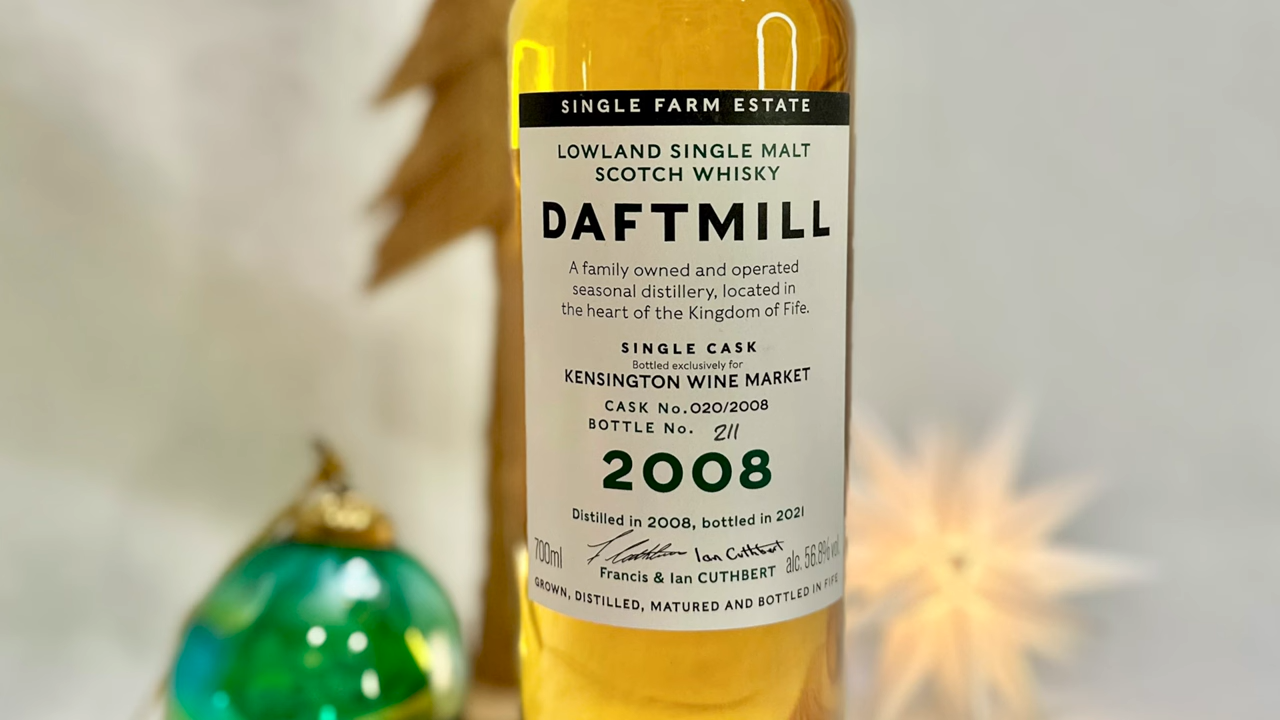 SINGLE FARM ESTATE
LOWLAND SINGLE MALT
SCOTCH WHISKY
DAFTMILL
A family owned and operated
seasonal distillery, located in
the heart of the Kingdom of Fife.
SINGLE CASK
Bottled exclusively for
KENSINGTON WINE MARKET
CASK No. 020/2008
BOTTLE No. 211
2008
Distilled in 2008, bottled in 2021
Ian Cuthbert
700ml
alc. 56.8% vol
Francis & Ian CUTHBERT
GROWN, DISTILLED, MATURED AND BOTTLED IN FIFE